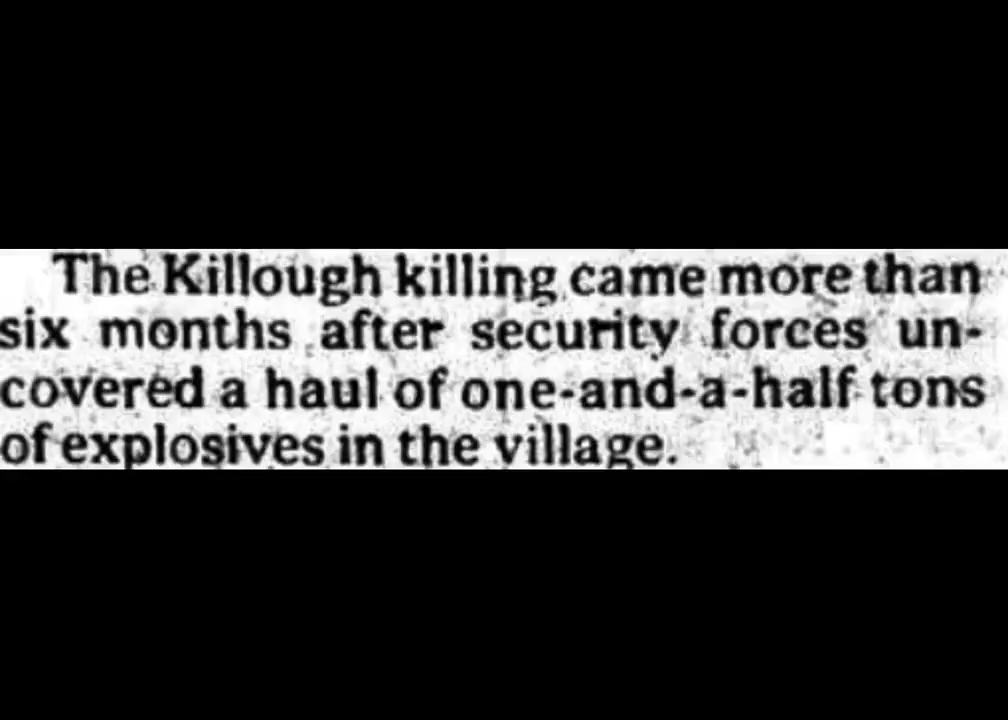 The Killough killing came more than
six months after security forces un-
covered a haul of one-and-a-half tons
of explosives in the village.